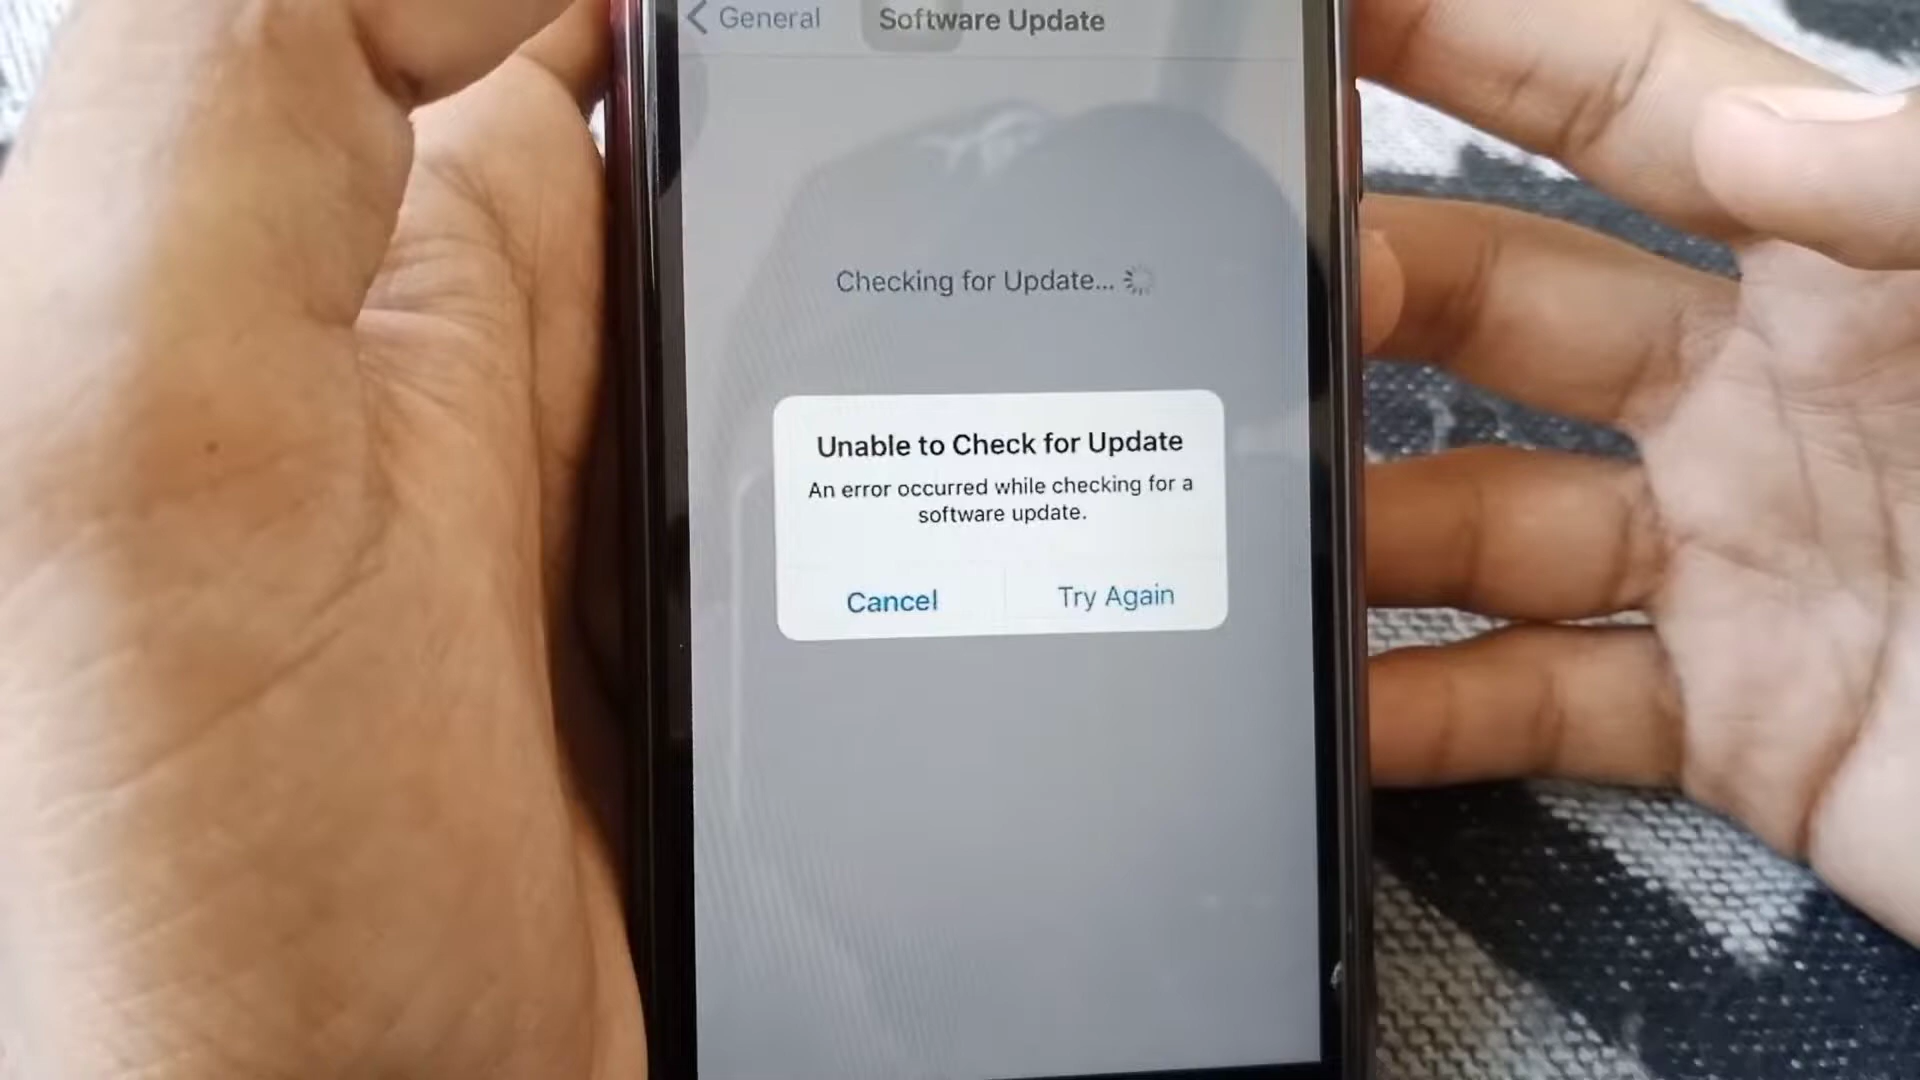 General
Software Update
Checking for Update...
Unable to Check for Update
An error occurred while checking for a
software update.
Cancel
Try Again